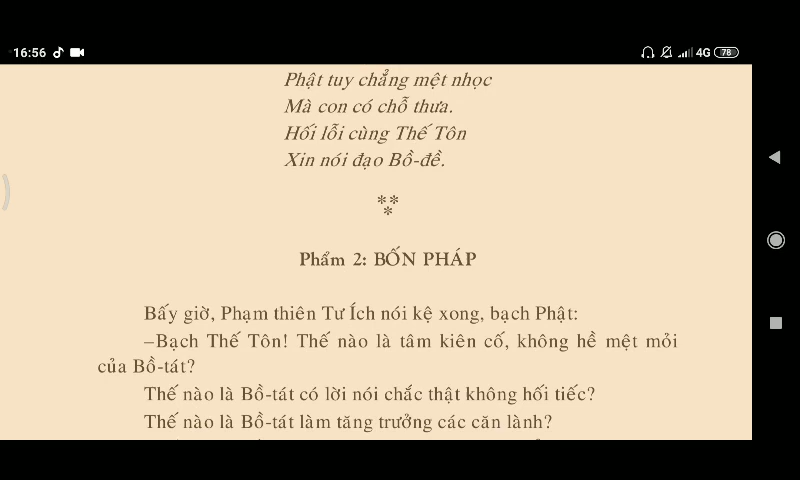 16:56 4G 78
Phật tuy chẳng mệt nhọc
Mà con có chỗ thưa.
Hối lỗi cùng Thế Tôn
Xin nói đạo Bồ-đề.
**
*
Phẩm 2: BỐN PHÁP
Bấy giờ, Phạm thiên Tư Ích nói kệ xong, bạch Phật:
–Bạch Thế Tôn! Thế nào là tâm kiên cố, không hề mệt mỏi
của Bồ-tát?
Thế nào là Bồ-tát có lời nói chắc thật không hối tiếc?
Thế nào là Bồ-tát làm tăng trưởng các căn lành?